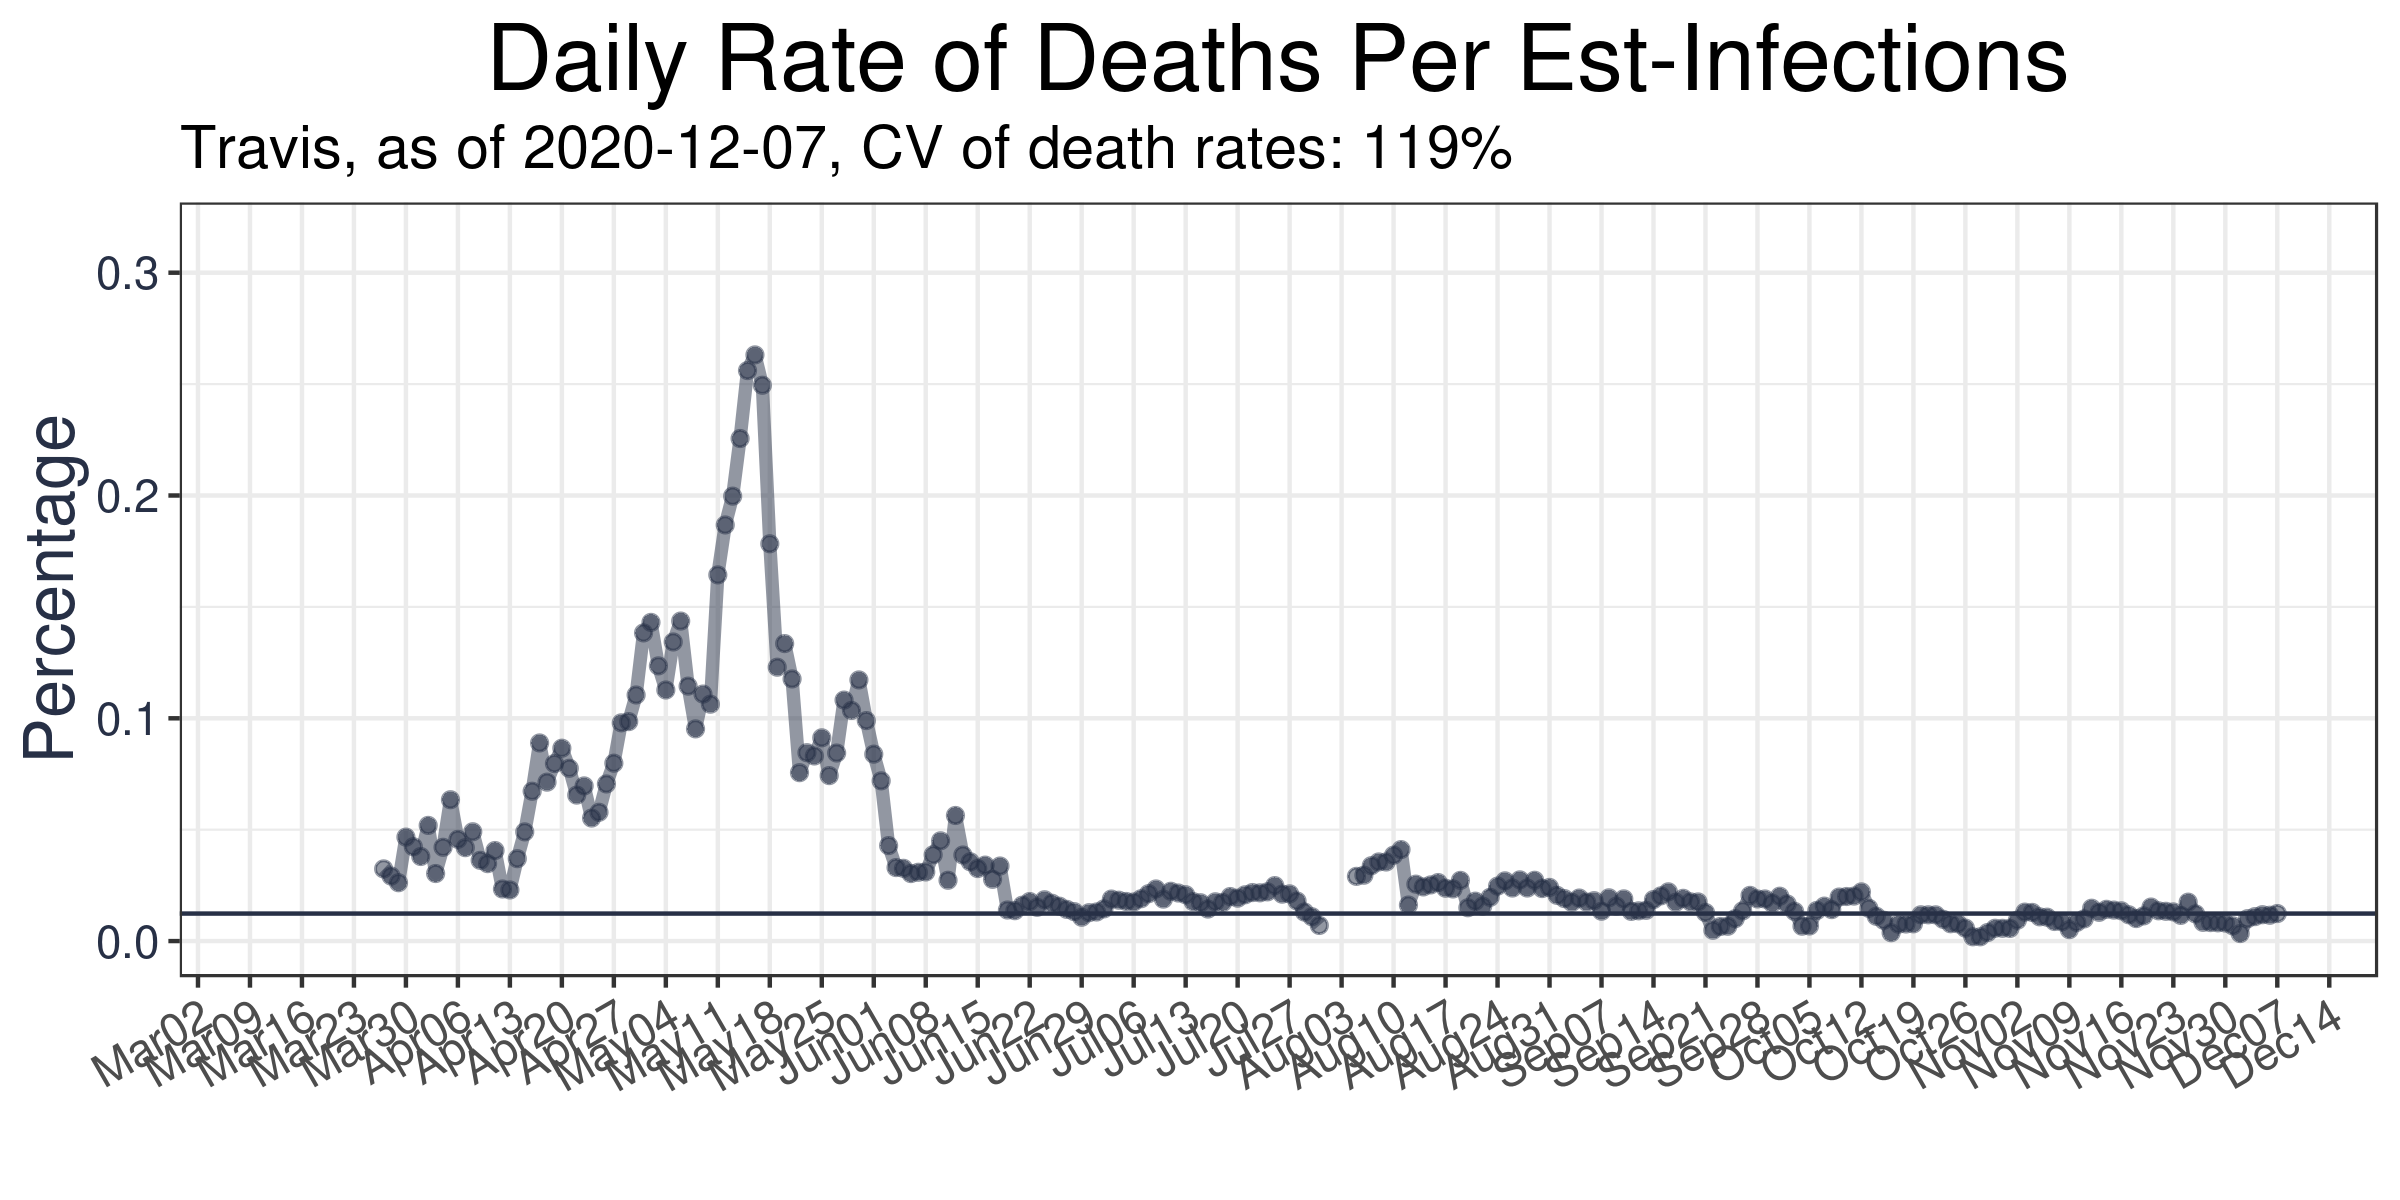 Daily Rate of Deaths Per Est-Infections
Travis, as of 2020-12-07, CV of death rates: 119%
Percentage
0.3
0.2
0.1
0.0
Mar02
Mar09
Mar16
Mar23
Mar30
Apr06
Apr13
Apr20
Apr27
May04
May11
May18
May25
Jun01
Jun08
Jun15
Jun22
Jun29
Jul06
Jul13
Jul20
Jul27
Aug03
Aug10
Aug17
Aug24
Aug31
Sep07
Sep14
Sep21
Sep28
Oct05
Oct12
Oct19
Oct26
Nov02
Nov09
Nov16
Nov23
Nov30
Dec07
Dec14